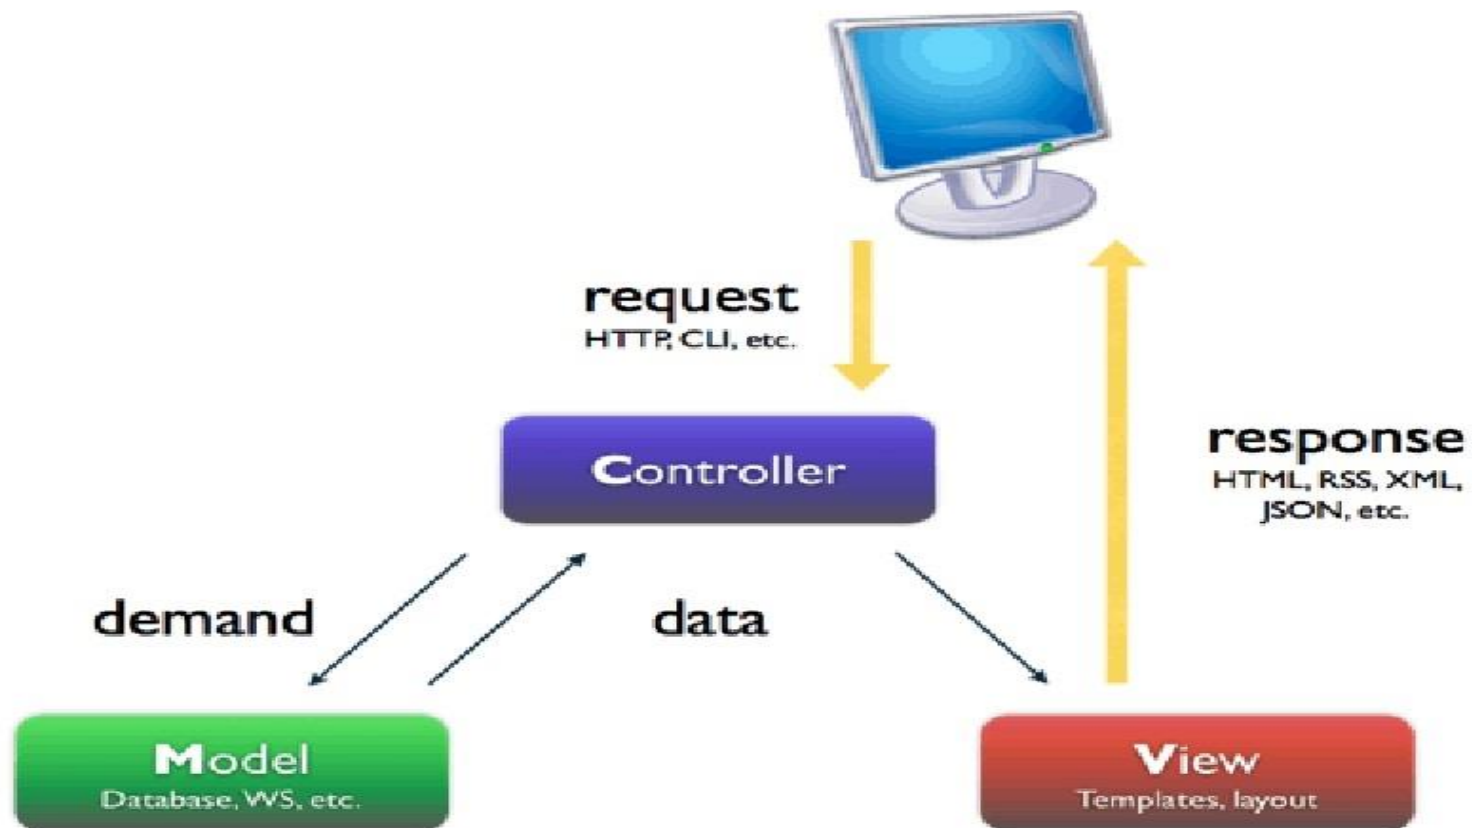 request
HTTP, CLI, etc.
Controller
response
HTML, RSS, XML,
JSON, etc.
demand
data
Model
Database, WS, etc.
View
Templates, layout